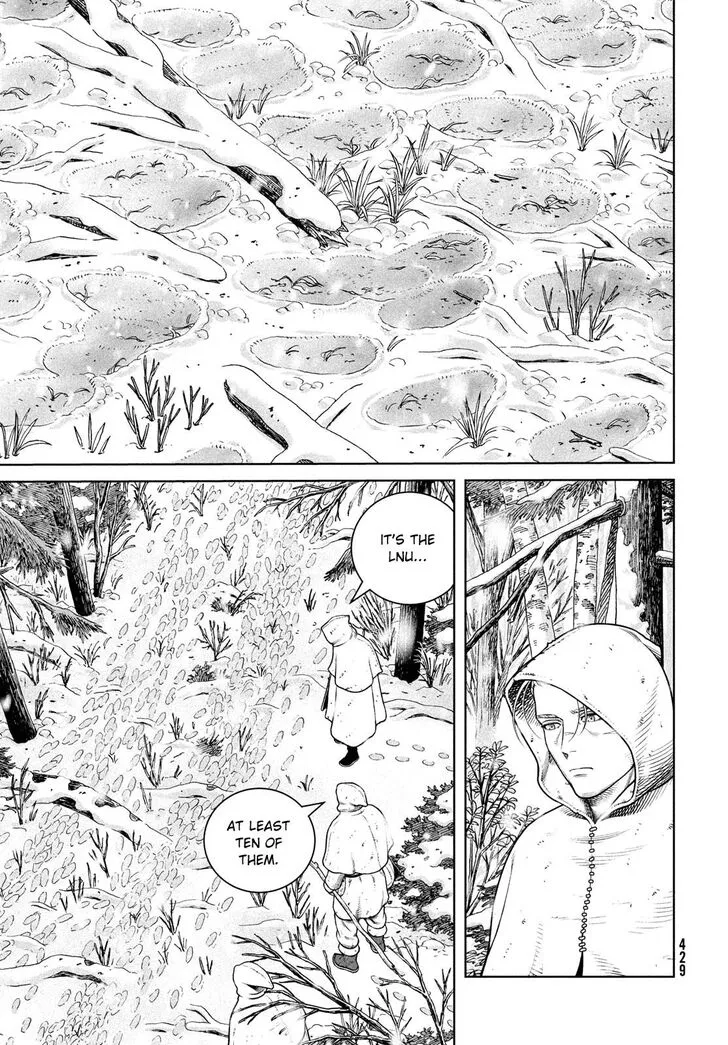 IT'S THE
LNU...
AT LEAST
TEN OF
THEM.
429